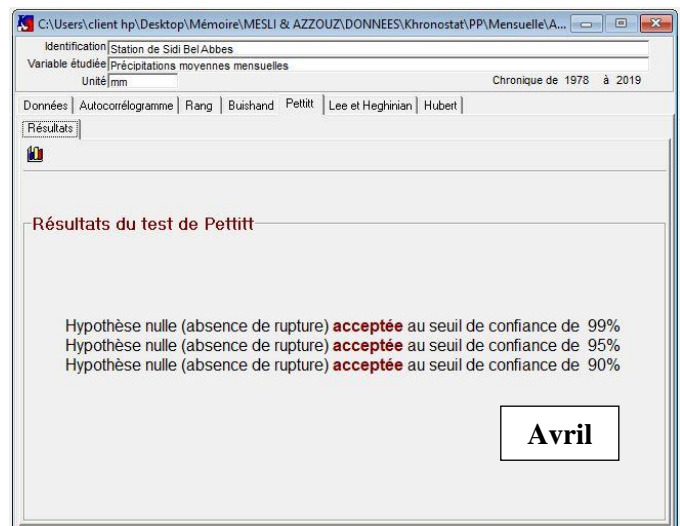 C:\Users\client hp\Desktop\Mémoire\MESLI & AZZOUZ\DONNEES\Khronostat\PP\Mensuelle\A...
Identification Station de Sidi Bel Abbes
Variable étudiée Précipitations moyennes mensuelles
Unité mm Chronique de 1978 à 2019
Données Autocorrélogramme Rang Buishand Pettitt Lee et Heghinian Hubert
Résultats
Résultats du test de Pettitt
Hypothèse nulle (absence de rupture) acceptée au seuil de confiance de 99%
Hypothèse nulle (absence de rupture) acceptée au seuil de confiance de 95%
Hypothèse nulle (absence de rupture) acceptée au seuil de confiance de 90%
Avril